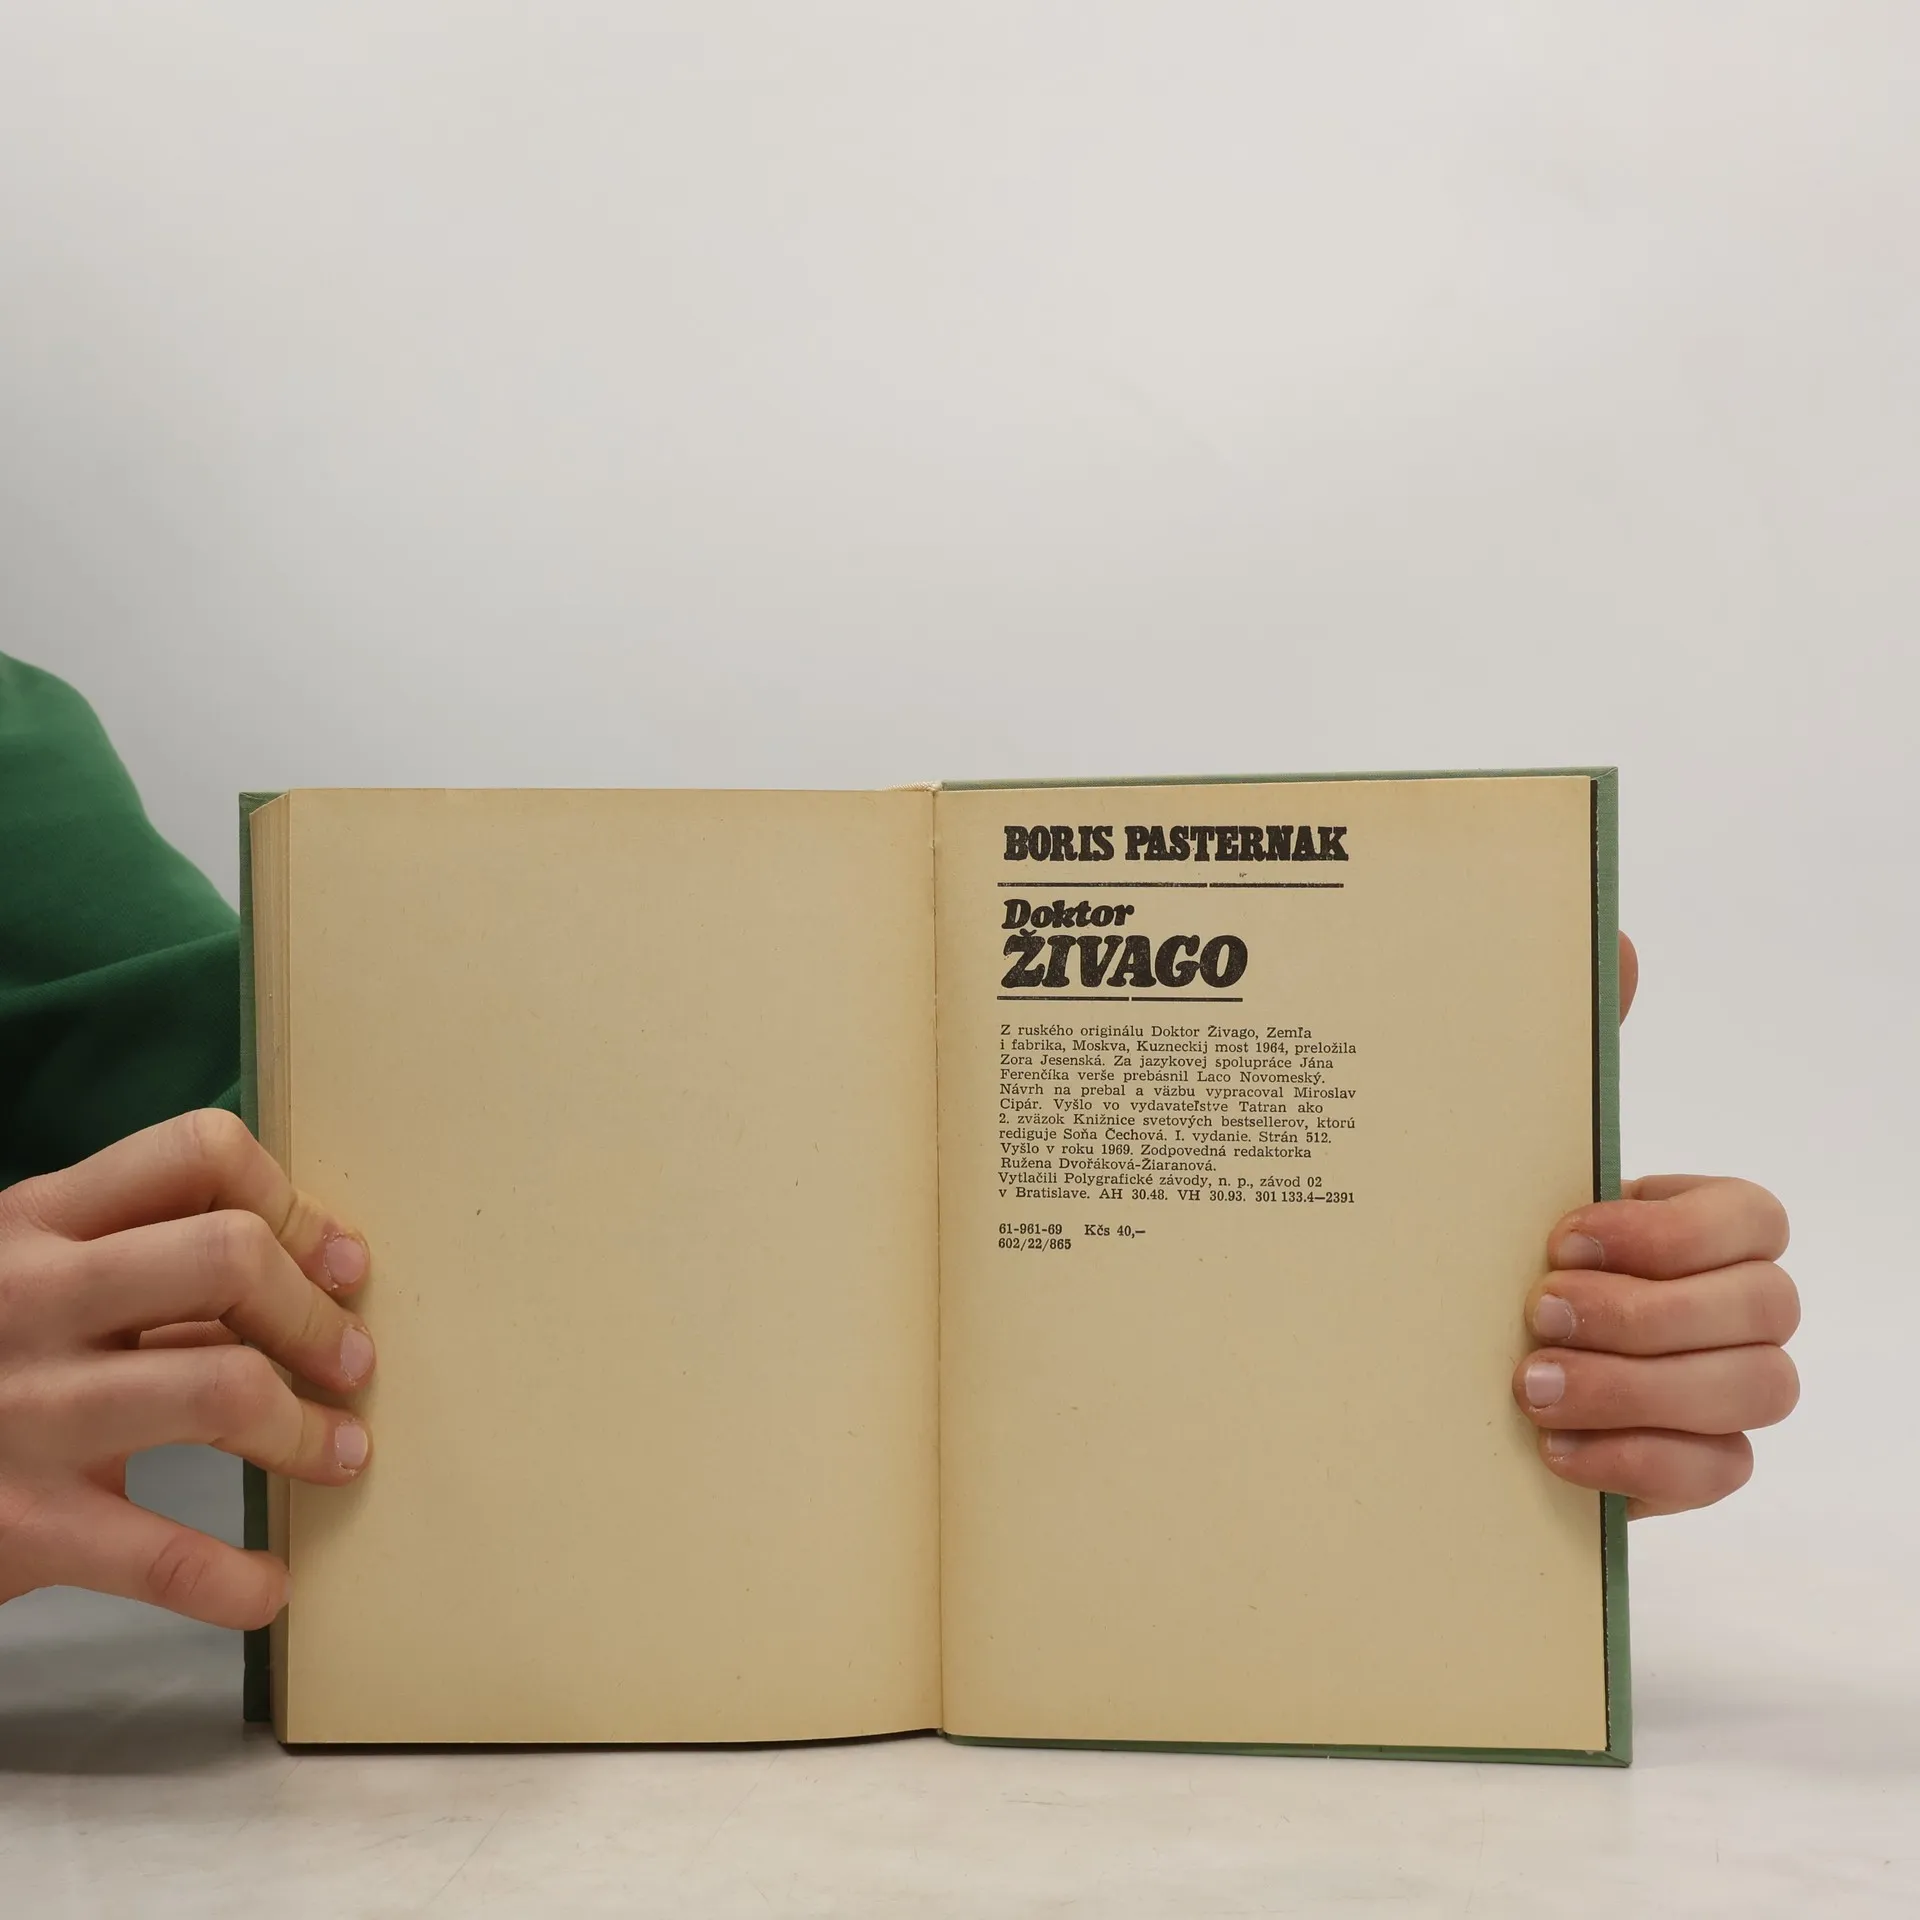 BORIS PASTERNAK
Doktor
ŽIVAGO
Z ruského originálu Doktor Živago, Zemľa
i fabrika, Moskva, Kuzneckij most 1964, preložila
Zora Jesenská. Za jazykovej spolupráce Jána
Ferenčíka verše prebásnil Laco Novomeský.
Návrh na prebal a väzbu vypracoval Miroslav
Cipár. Vyšlo vo vydavateľstve Tatran ako
2. zväzok Knižnice svetových bestsellerov, ktorú
rediguje Soňa Čechová. I. vydanie. Strán 512.
Vyšlo v roku 1969. Zodpovedná redaktorka
Ružena Dvořáková-Žiaranová.
Vytlačili Polygrafické závody, n. p., závod 02
v Bratislave. AH 30.48. VH 30.93. 301 133.4—2391
61-961-69 Kčs 40,—
602/22/865